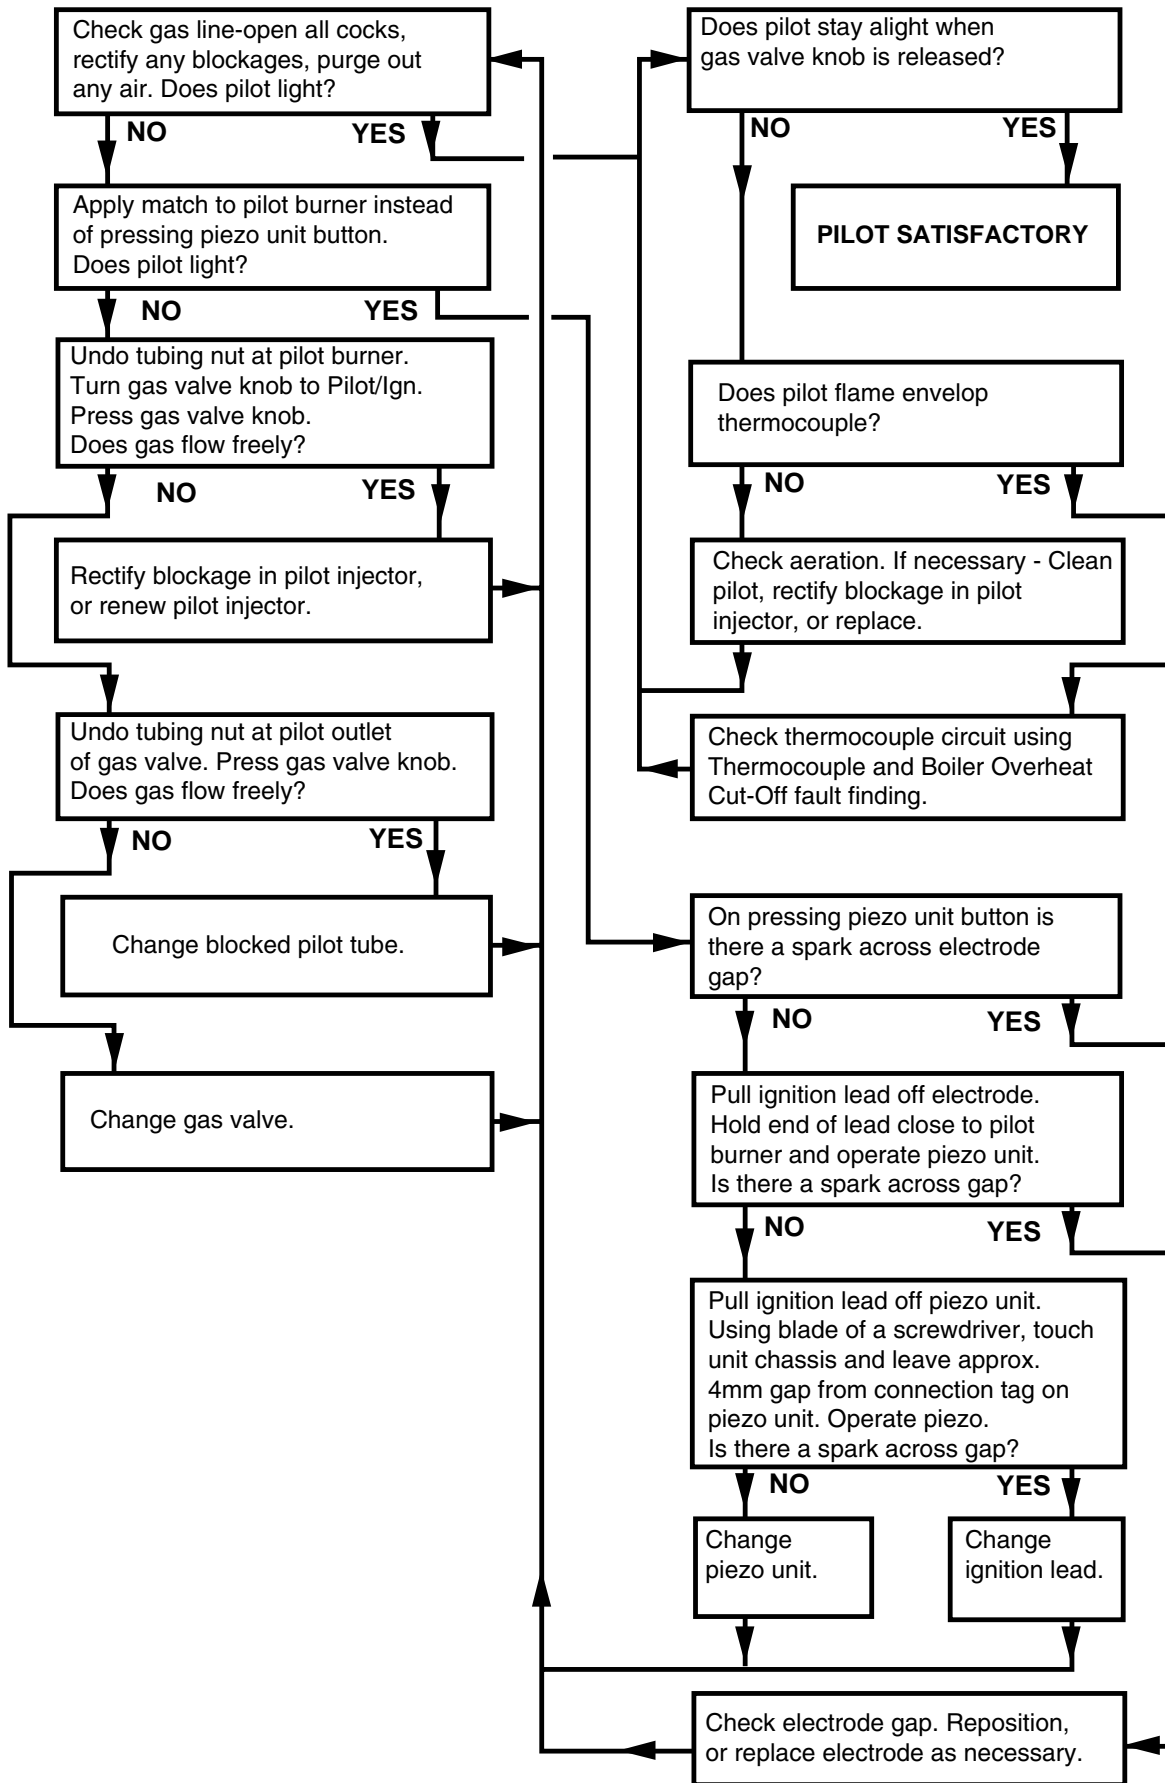 Check gas line-open all cocks,
rectify any blockages, purge out
any air. Does pilot light?
NO
YES
Apply match to pilot burner instead
of pressing piezo unit button.
Does pilot light?
NO
YES
Undo tubing nut at pilot burner.
Turn gas valve knob to Pilot/Ign.
Press gas valve knob.
Does gas flow freely?
NO
YES
Rectify blockage in pilot injector,
or renew pilot injector.
Undo tubing nut at pilot outlet
of gas valve. Press gas valve knob.
Does gas flow freely?
NO
YES
Change blocked pilot tube.
Change gas valve.
Does pilot stay alight when
gas valve knob is released?
NO
YES
PILOT SATISFACTORY
Does pilot flame envelop
thermocouple?
NO
YES
Check aeration. If necessary - Clean
pilot, rectify blockage in pilot
injector, or replace.
Check thermocouple circuit using
Thermocouple and Boiler Overheat
Cut-Off fault finding.
On pressing piezo unit button is
there a spark across electrode
gap?
NO
YES
Pull ignition lead off electrode.
Hold end of lead close to pilot
burner and operate piezo unit.
Is there a spark across gap?
NO
YES
Pull ignition lead off piezo unit.
Using blade of a screwdriver, touch
unit chassis and leave approx.
4mm gap from connection tag on
piezo unit. Operate piezo.
Is there a spark across gap?
NO
YES
Change
piezo unit.
Change
ignition lead.
Check electrode gap. Reposition,
or replace electrode as necessary.